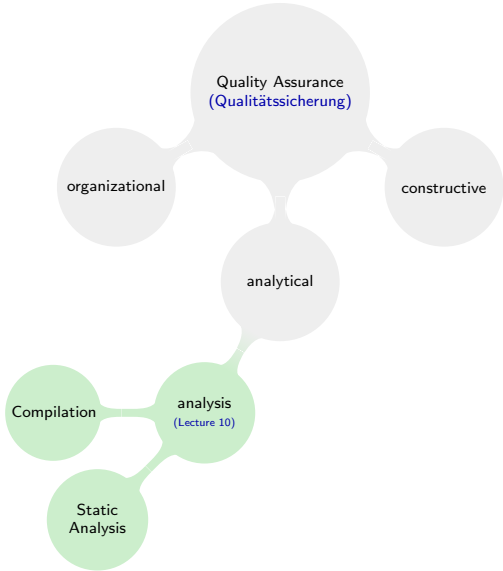 Quality Assurance
(Qualitätssicherung)
organizational
constructive
analytical
analysis
(Lecture 10)
Compilation
Static
Analysis